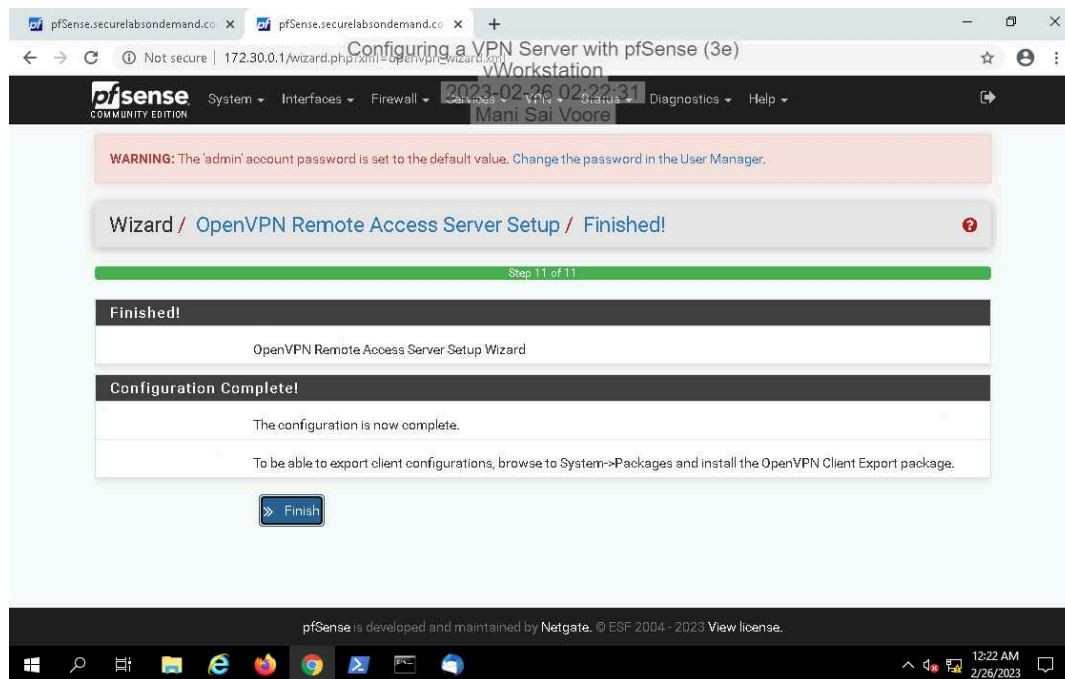 pfSense.securelabsondemand.co
pfSense.securelabsondemand.co
Configuring a VPN Server with pfSense (3e)
Not secure | 172.30.0.1/wizard.php?xml=openvpn_wizard.xml
vWorkstation
2023-02-26 02:22:31
Mani Sai Voore
pfsense
COMMUNITY EDITION
System Interfaces Firewall Services VPN Status Diagnostics Help
WARNING: The 'admin' account password is set to the default value. Change the password in the User Manager.
Wizard / OpenVPN Remote Access Server Setup / Finished!
Step 11 of 11
Finished!
OpenVPN Remote Access Server Setup Wizard
Configuration Complete!
The configuration is now complete.
To be able to export client configurations, browse to System->Packages and install the OpenVPN Client Export package.
Finish
pfSense is developed and maintained by Netgate. © ESF 2004 - 2023 View license.
12:22 AM
2/26/2023